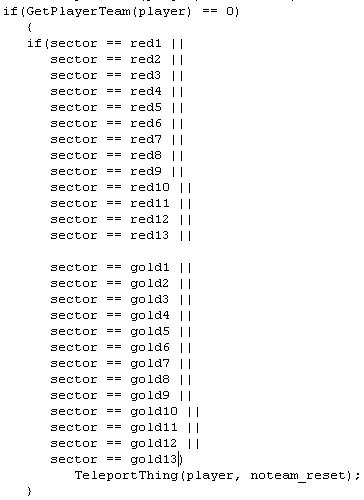 if(GetPlayerTeam(player) == 0)
{
if(sector == red1 ||
sector == red2 ||
sector == red3 ||
sector == red4 ||
sector == red5 ||
sector == red6 ||
sector == red7 ||
sector == red8 ||
sector == red9 ||
sector == red10 ||
sector == red11 ||
sector == red12 ||
sector == red13 ||
sector == gold1 ||
sector == gold2 ||
sector == gold3 ||
sector == gold4 ||
sector == gold5 ||
sector == gold6 ||
sector == gold7 ||
sector == gold8 ||
sector == gold9 ||
sector == gold10 ||
sector == gold11 ||
sector == gold12 ||
sector == gold13)
TeleportThing(player, noteam_reset);
}